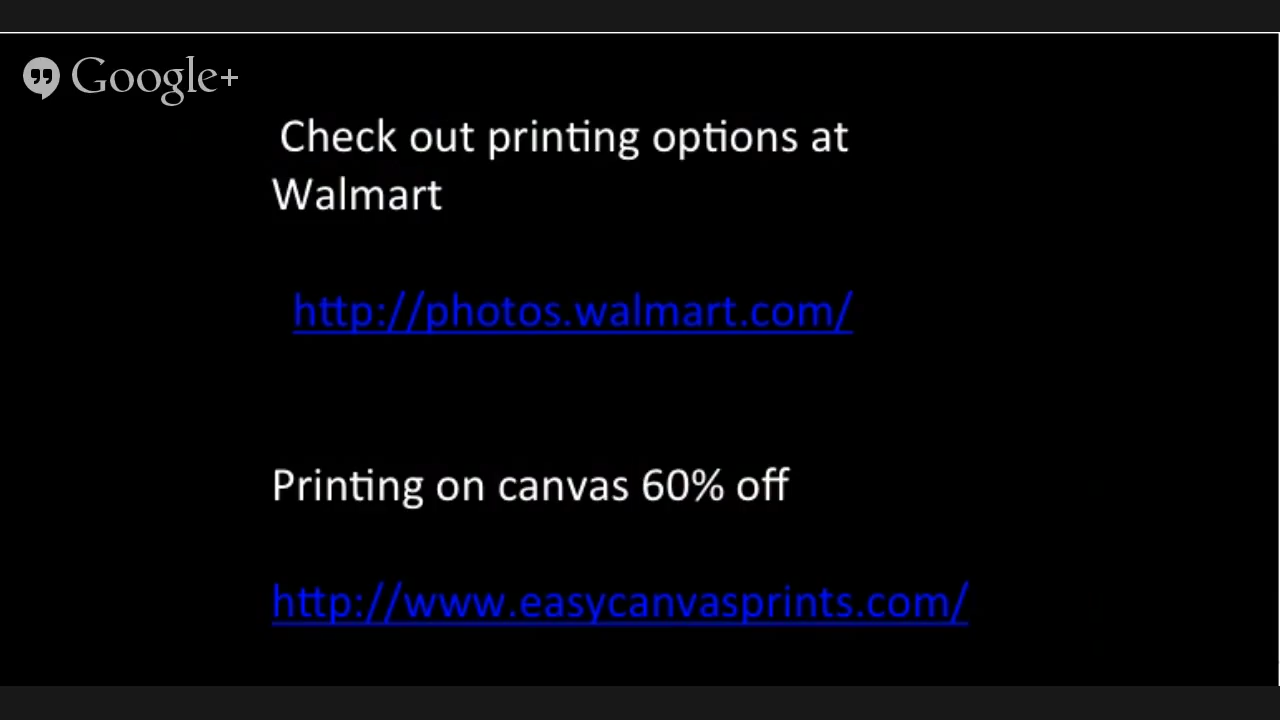 Google+
Check out printing options at
Walmart
http://photos.walmart.com/
Printing on canvas 60% off
http://www.easycanvasprints.com/